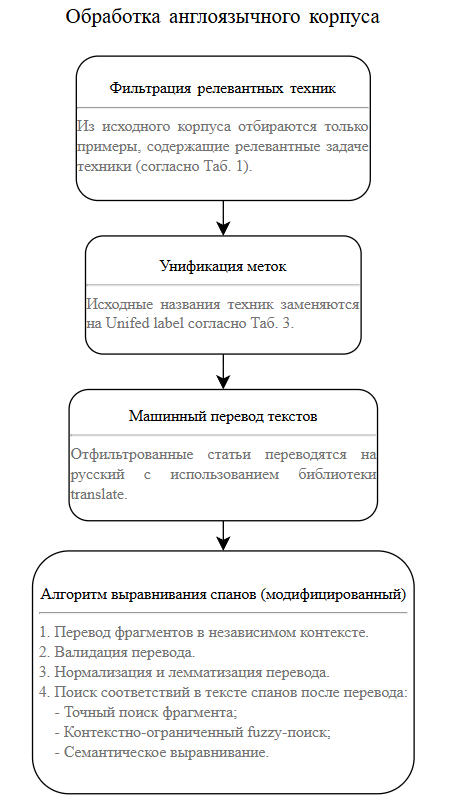 Обработка англоязычного корпуса
Фильтрация релевантных техник
Из исходного корпуса отбираются только
примеры, содержащие релевантные задаче
техники (согласно Таб. 1).
Унификация меток
Исходные названия техник заменяются
на Unifed label согласно Таб. 3.
Машинный перевод текстов
Отфильтрованные статьи переводятся на
русский с использованием библиотеки
translate.
Алгоритм выравнивания спанов (модифицированный)
1. Перевод фрагментов в независимом контексте.
2. Валидация перевода.
3. Нормализация и лемматизация перевода.
4. Поиск соответствий в тексте спанов после перевода:
- Точный поиск фрагмента;
- Контекстно-ограниченный fuzzy-поиск;
- Семантическое выравнивание.